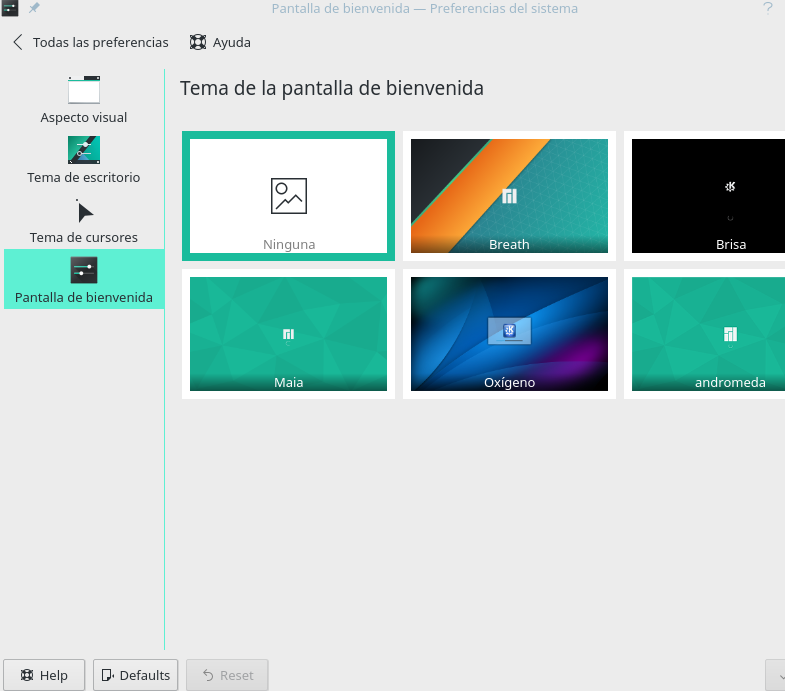 Pantalla de bienvenida — Preferencias del sistema
?
Todas las preferencias
Ayuda
Aspecto visual
Tema de escritorio
Tema de cursores
Pantalla de bienvenida
Tema de la pantalla de bienvenida
Ninguna
Breath
Brisa
Maia
Oxígeno
andromeda
Help
Defaults
Reset